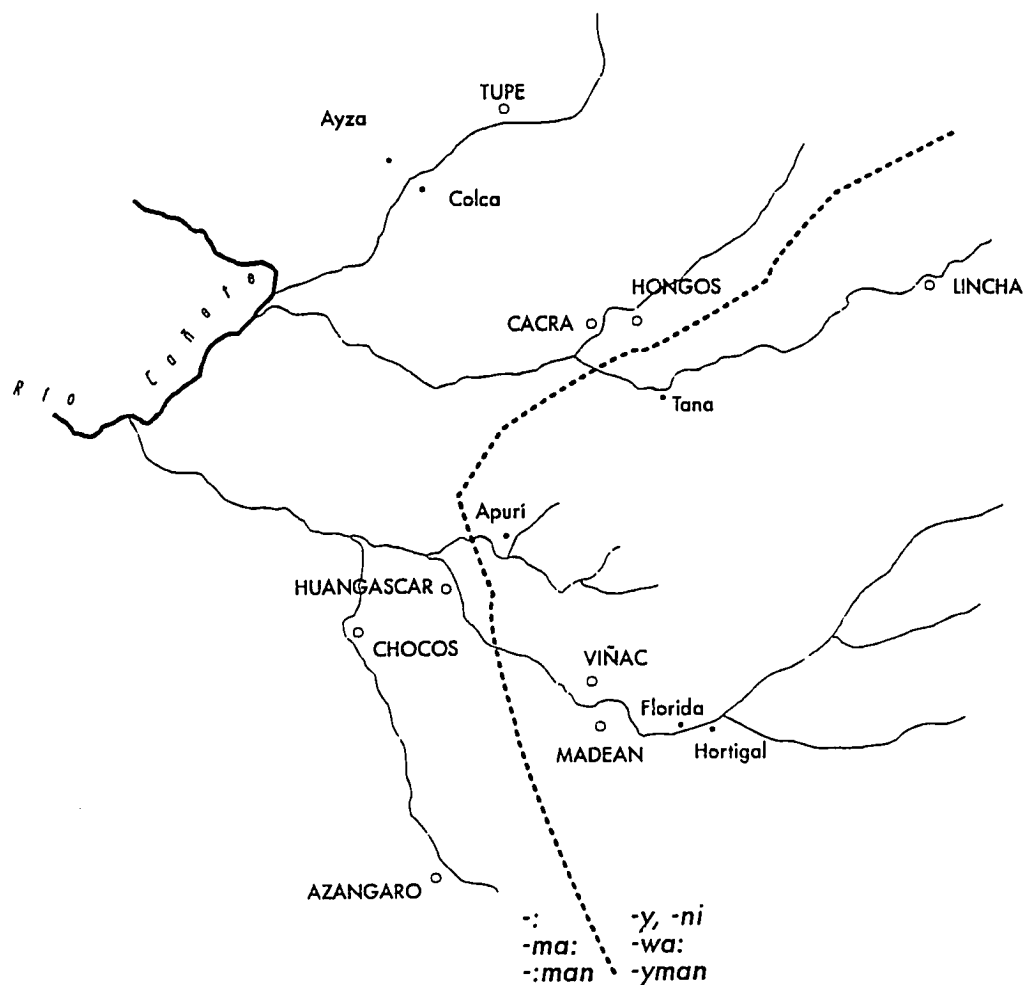 TUPE
Ayza
Colca
Río Cañete
HONGOS
LINCHA
CACRA
Tana
Apurí
HUANGASCAR
CHOCOS
VIÑAC
Florida
MADEAN
Hortigal
AZANGARO
-: -y, -ni
-ma: -wa:
-:man -yman